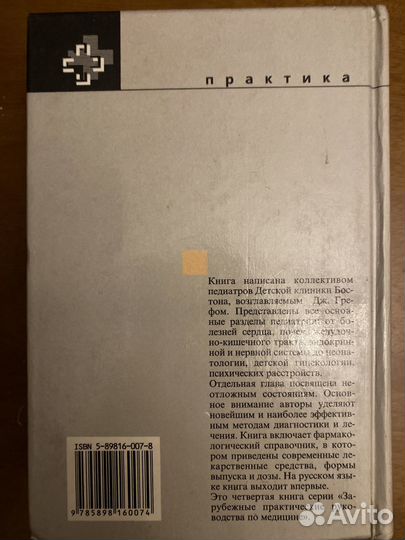 практика
Книга написана коллективом
педиатров Детской клиники Бос-
тона, возглавляемым Дж. Гре-
фом. Представлены все основ-
ные разделы педиатрии: от бо-
лезней сердца, почек, желудоч-
но-кишечного тракта, эндокрин-
ной и нервной системы до неона-
тологии, детской гинекологии,
психических расстройств.
Отдельная глава посвящена не-
отложным состояниям. Основ-
ное внимание авторы уделяют
новейшим и наиболее эффектив-
ным методам диагностики и ле-
чения. Книга включает фармако-
логический справочник, в кото-
ром приведены современные ле-
карственные средства, формы
выпуска и дозы. На русском язы-
ке книга выходит впервые.
Это четвертая книга серии «За-
рубежные практические руко-
водства по медицине».
ISBN 5-89816-007-8
9 785898 160074
Avito